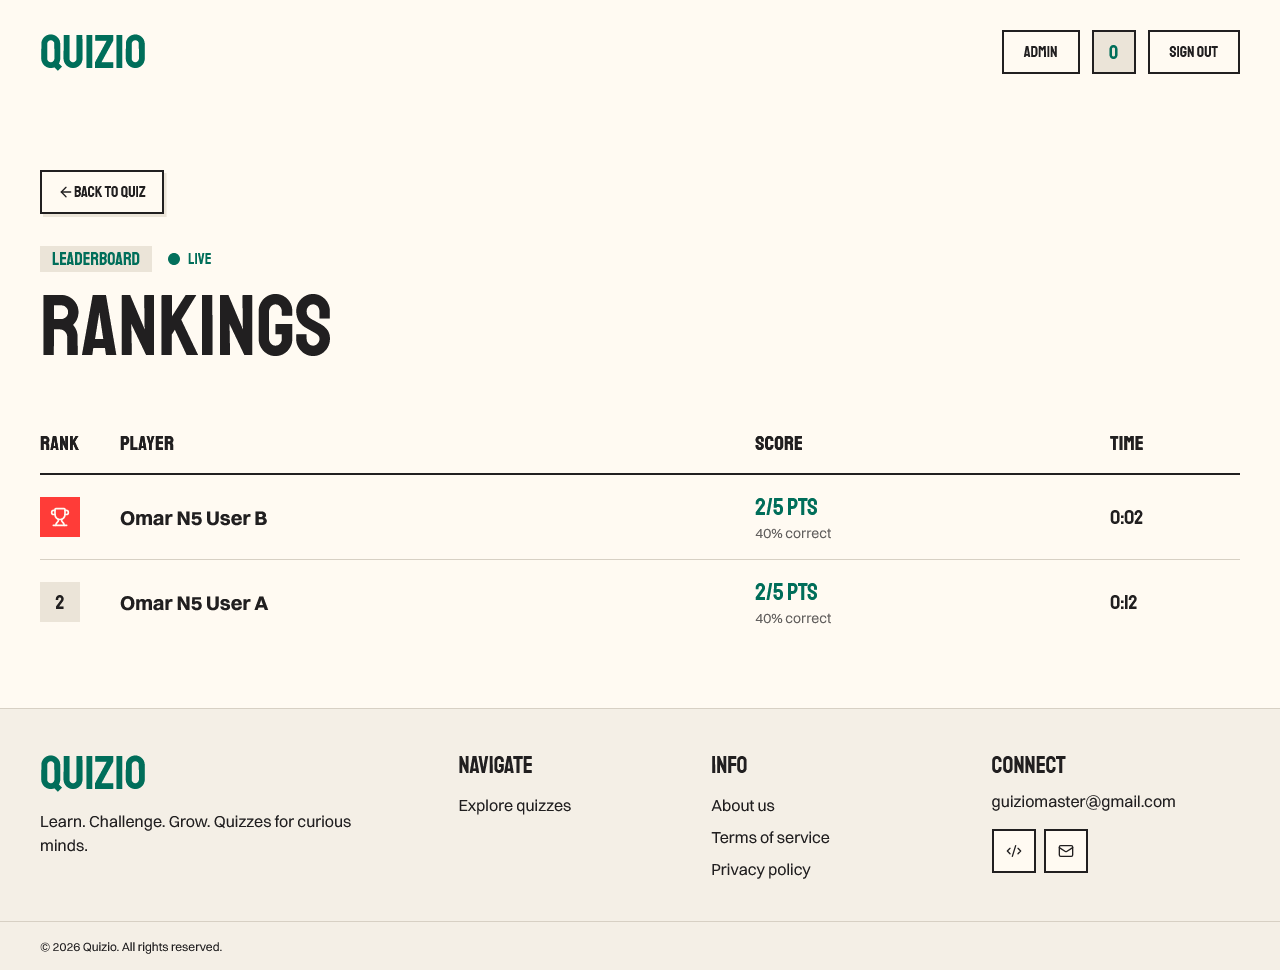 QUIZIO
ADMIN
0
SIGN OUT
BACK TO QUIZ
LEADERBOARD
LIVE
RANKINGS
RANK PLAYER SCORE TIME
Omar N5 User B 2/5 PTS 0:02
40% correct
2 Omar N5 User A 2/5 PTS 0:12
40% correct
QUIZIO
Learn. Challenge. Grow. Quizzes for curious
minds.
NAVIGATE
Explore quizzes
INFO
About us
Terms of service
Privacy policy
CONNECT
guiziomaster@gmail.com
© 2026 Quizio. All rights reserved.